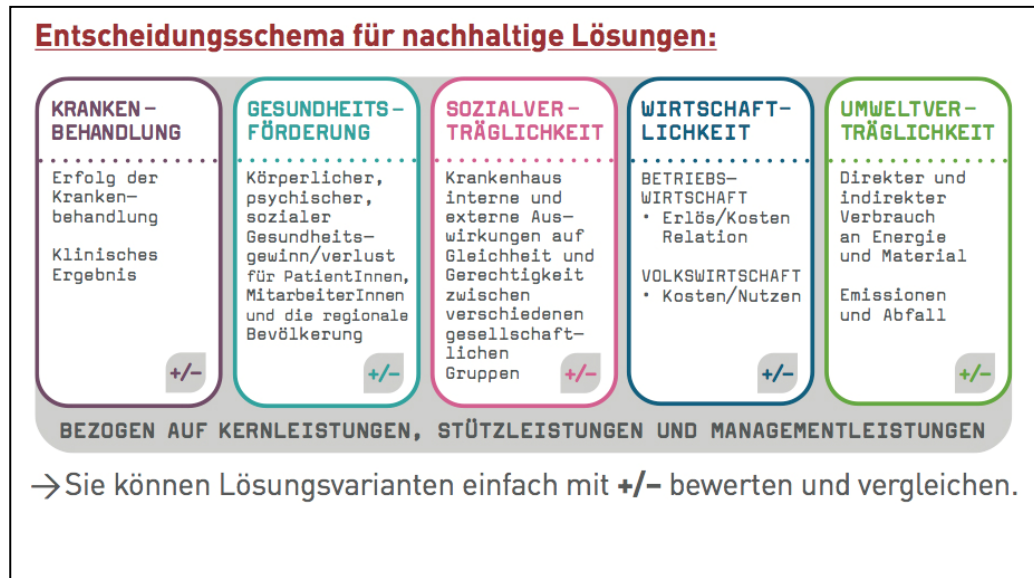 Entscheidungsschema für nachhaltige Lösungen:
KRANKEN-
BEHANDLUNG
Erfolg der
Kranken-
behandlung
Klinisches
Ergebnis
+/-
GESUNDHEITS-
FÖRDERUNG
Körperlicher,
psychischer,
sozialer
Gesundheits-
gewinn/verlust
für PatientInnen,
MitarbeiterInnen
und die regionale
Bevölkerung
+/-
SOZIALVER-
TRÄGLICHKEIT
Krankenhaus
interne und
externe Aus-
wirkungen auf
Gleichheit und
Gerechtigkeit
zwischen
verschiedenen
gesellschaft-
lichen
Gruppen
+/-
WIRTSCHAFT-
LICHKEIT
BETRIEBS-
WIRTSCHAFT
• Erlös/Kosten
Relation
VOLKSWIRTSCHAFT
• Kosten/Nutzen
+/-
UMWELTVER-
TRÄGLICHKEIT
Direkter und
indirekter
Verbrauch
an Energie
und Material
Emissionen
und Abfall
+/-
BEZOGEN AUF KERNLEISTUNGEN, STÜTZLEISTUNGEN UND MANAGEMENTLEISTUNGEN
→ Sie können Lösungsvarianten einfach mit +/- bewerten und vergleichen.